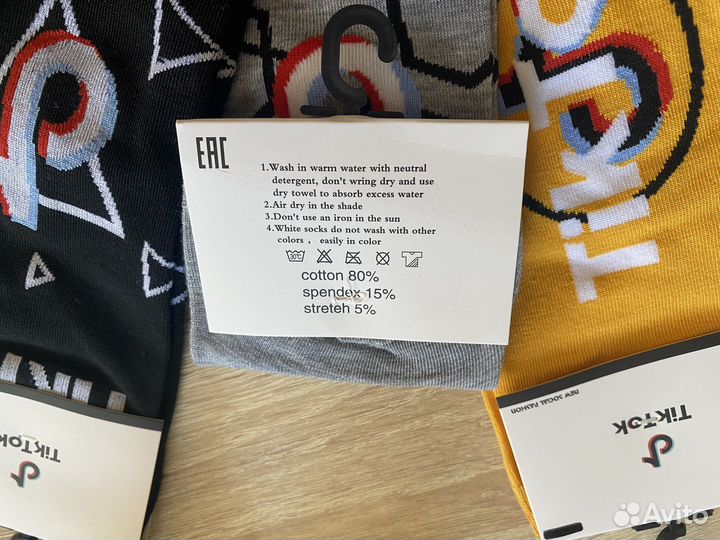 EAC
1.Wash in warm water with neutral
detergent, don't wring dry and use
dry towel to absorb excess water
2.Air dry in the shade
3.Don't use an iron in the sun
4.White socks do not wash with other
colors , easily in color
30°C
cotton 80%
spendex 15%
streteh 5%
TikTok
TikTok
NEW SOCIAL FASHION
TikTok
Avito